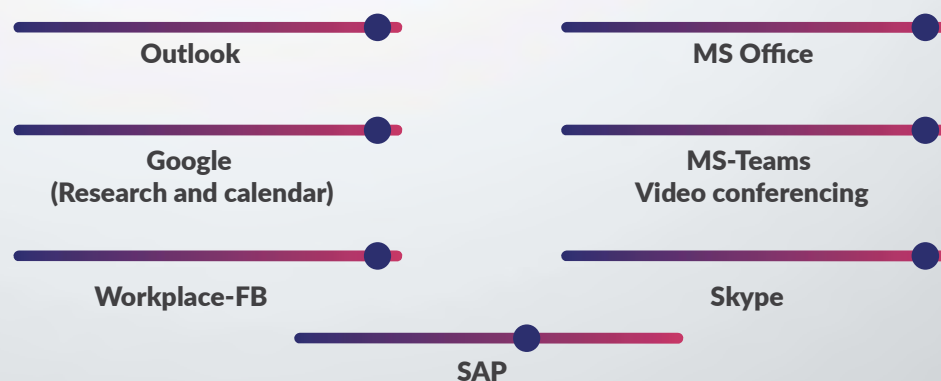 Outlook
MS Office
Google
(Research and calendar)
MS-Teams
Video conferencing
Workplace-FB
Skype
SAP